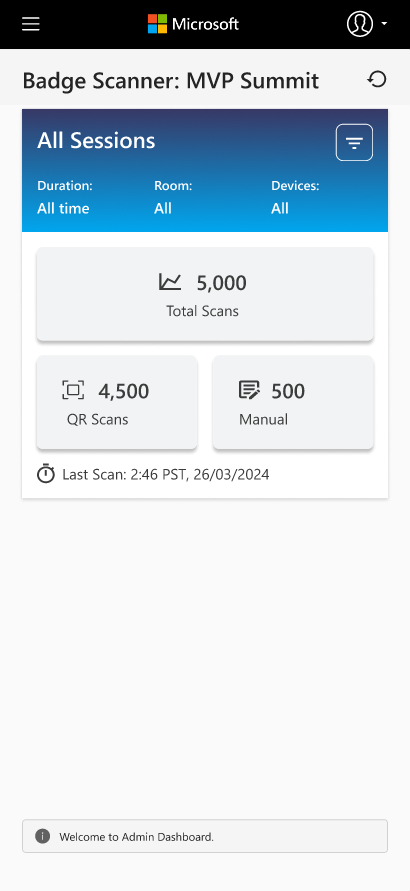 Microsoft
Badge Scanner: MVP Summit
All Sessions
Duration: Room: Devices:
All time All All
5,000
Total Scans
4,500
QR Scans
500
Manual
Last Scan: 2:46 PST, 26/03/2024
Welcome to Admin Dashboard.